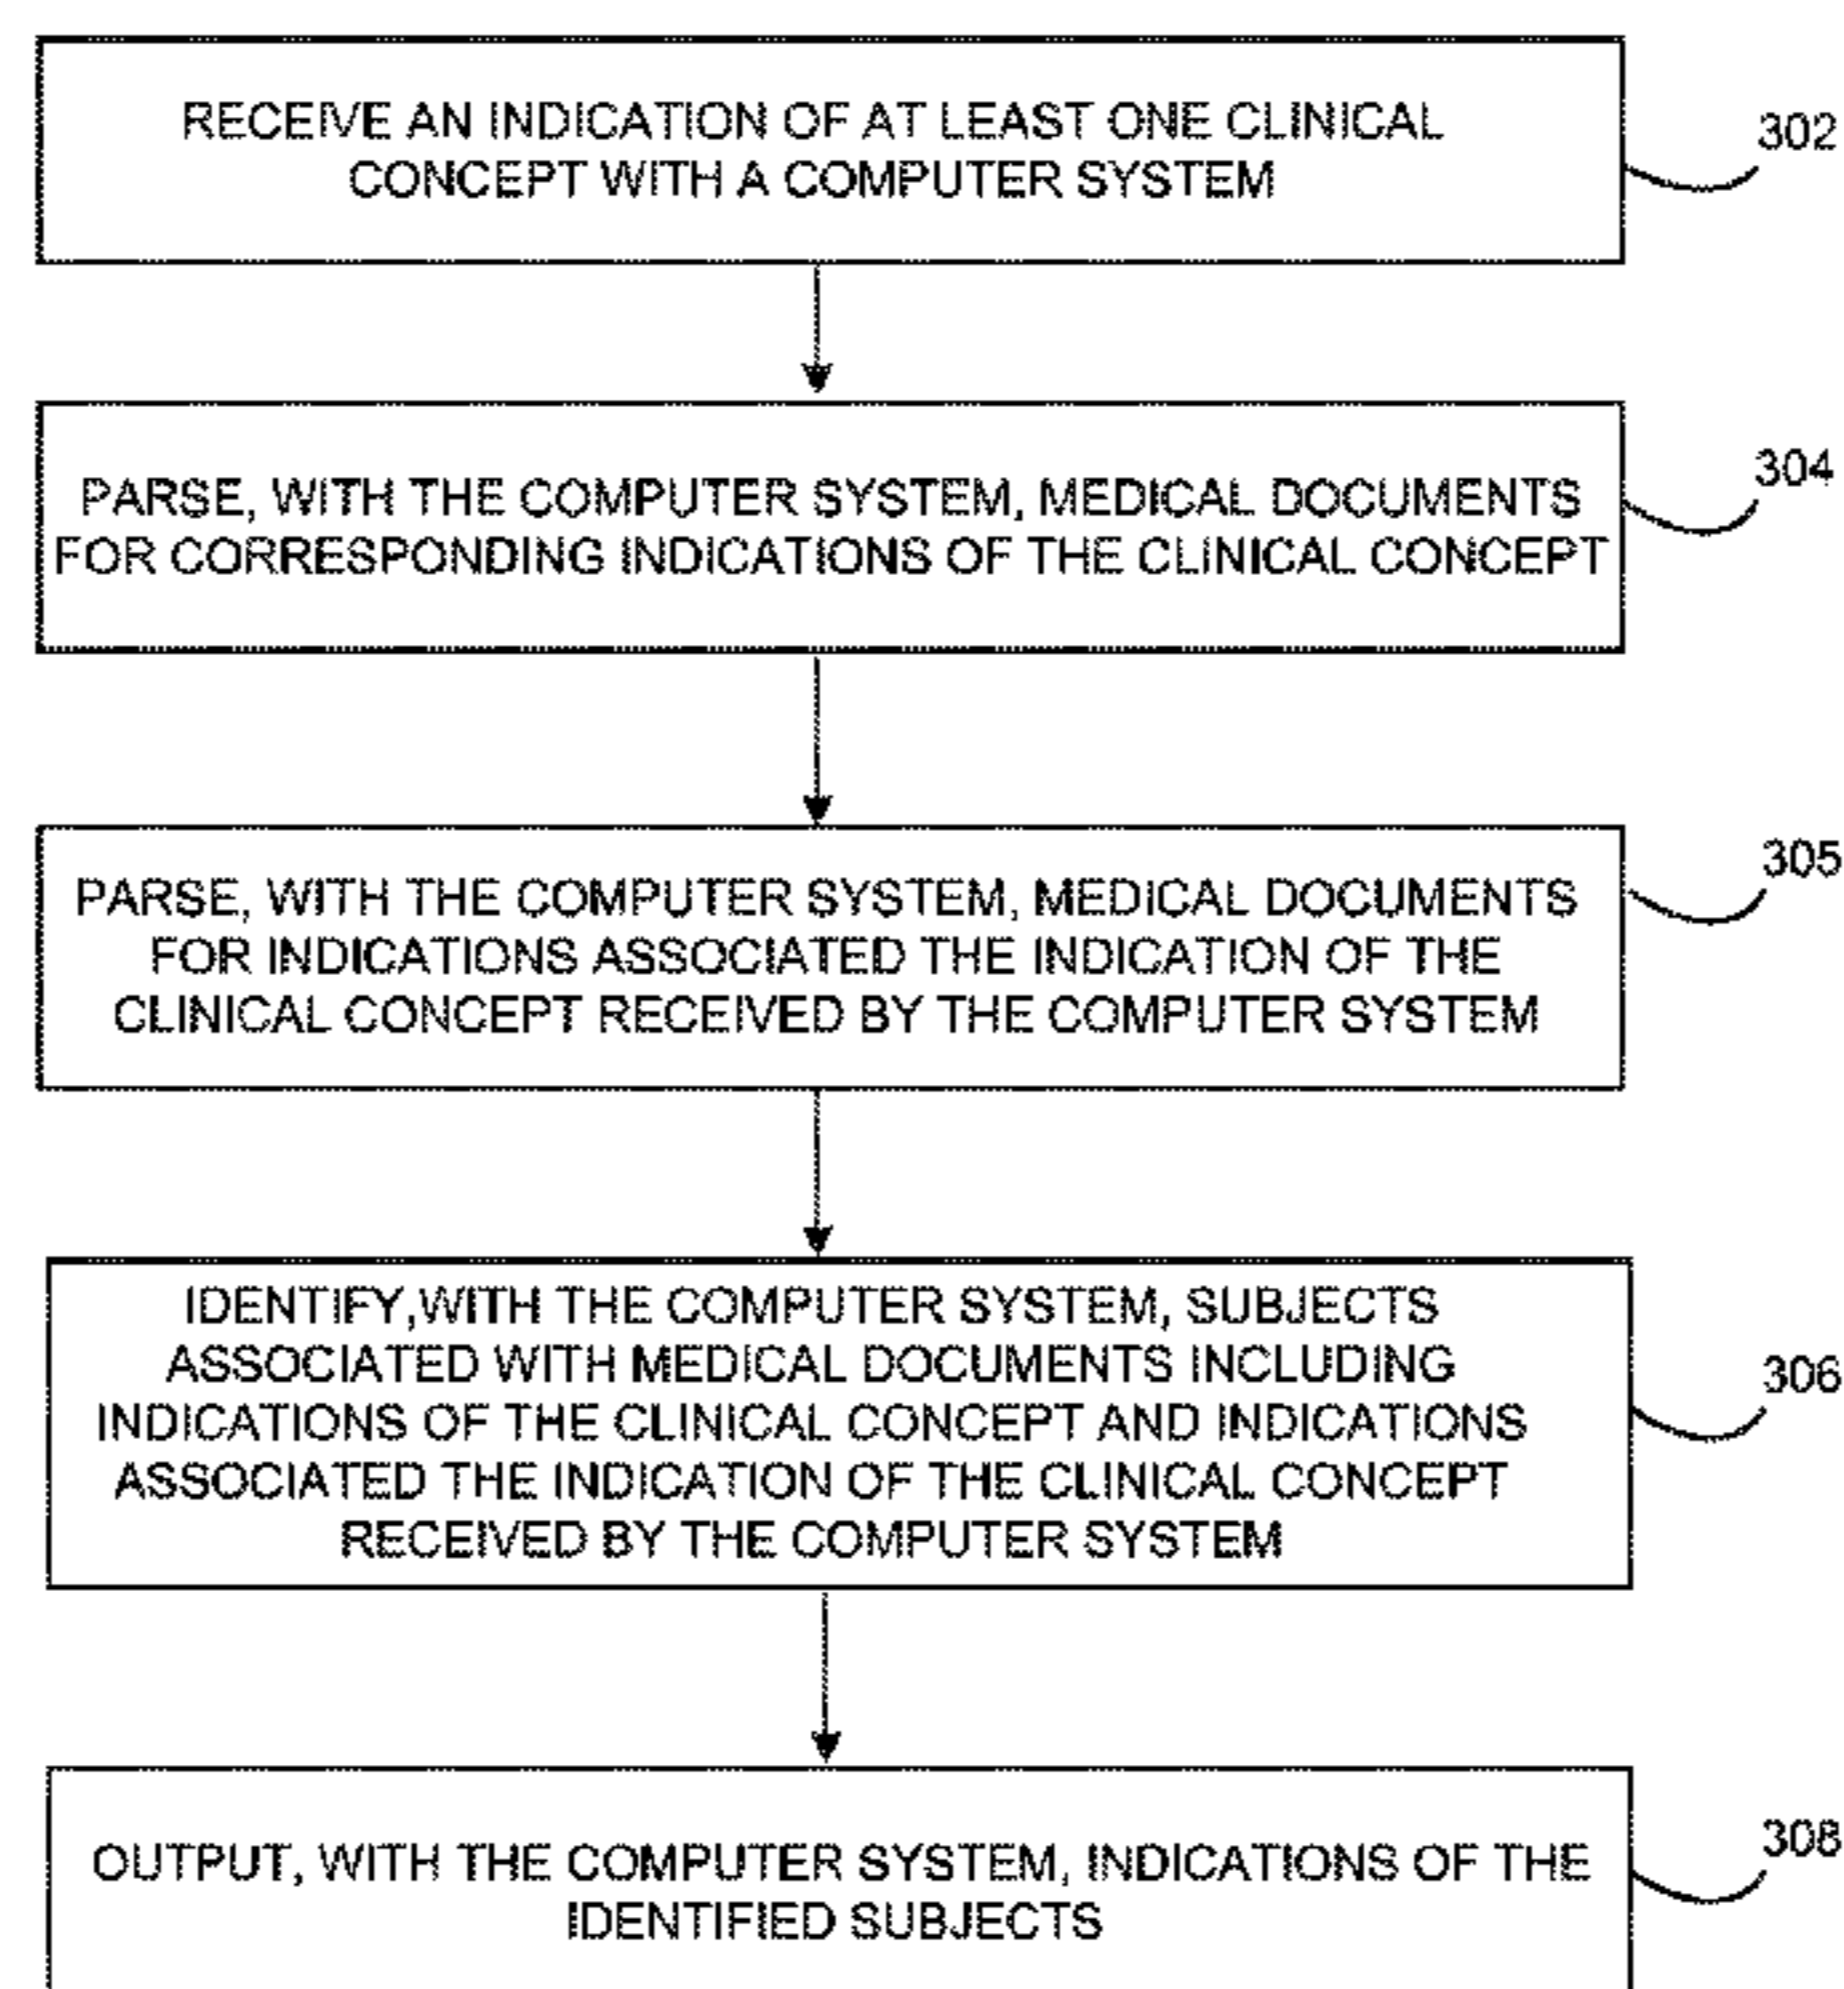 RECEIVE AN INDICATION OF AT LEAST ONE CLINICAL
CONCEPT WITH A COMPUTER SYSTEM
302
PARSE, WITH THE COMPUTER SYSTEM, MEDICAL DOCUMENTS
FOR CORRESPONDING INDICATIONS OF THE CLINICAL CONCEPT
304
PARSE, WITH THE COMPUTER SYSTEM, MEDICAL DOCUMENTS
FOR INDICATIONS ASSOCIATED THE INDICATION OF THE
CLINICAL CONCEPT RECEIVED BY THE COMPUTER SYSTEM
305
IDENTIFY,WITH THE COMPUTER SYSTEM, SUBJECTS
ASSOCIATED WITH MEDICAL DOCUMENTS INCLUDING
INDICATIONS OF THE CLINICAL CONCEPT AND INDICATIONS
ASSOCIATED THE INDICATION OF THE CLINICAL CONCEPT
RECEIVED BY THE COMPUTER SYSTEM
306
OUTPUT, WITH THE COMPUTER SYSTEM, INDICATIONS OF THE
IDENTIFIED SUBJECTS
308